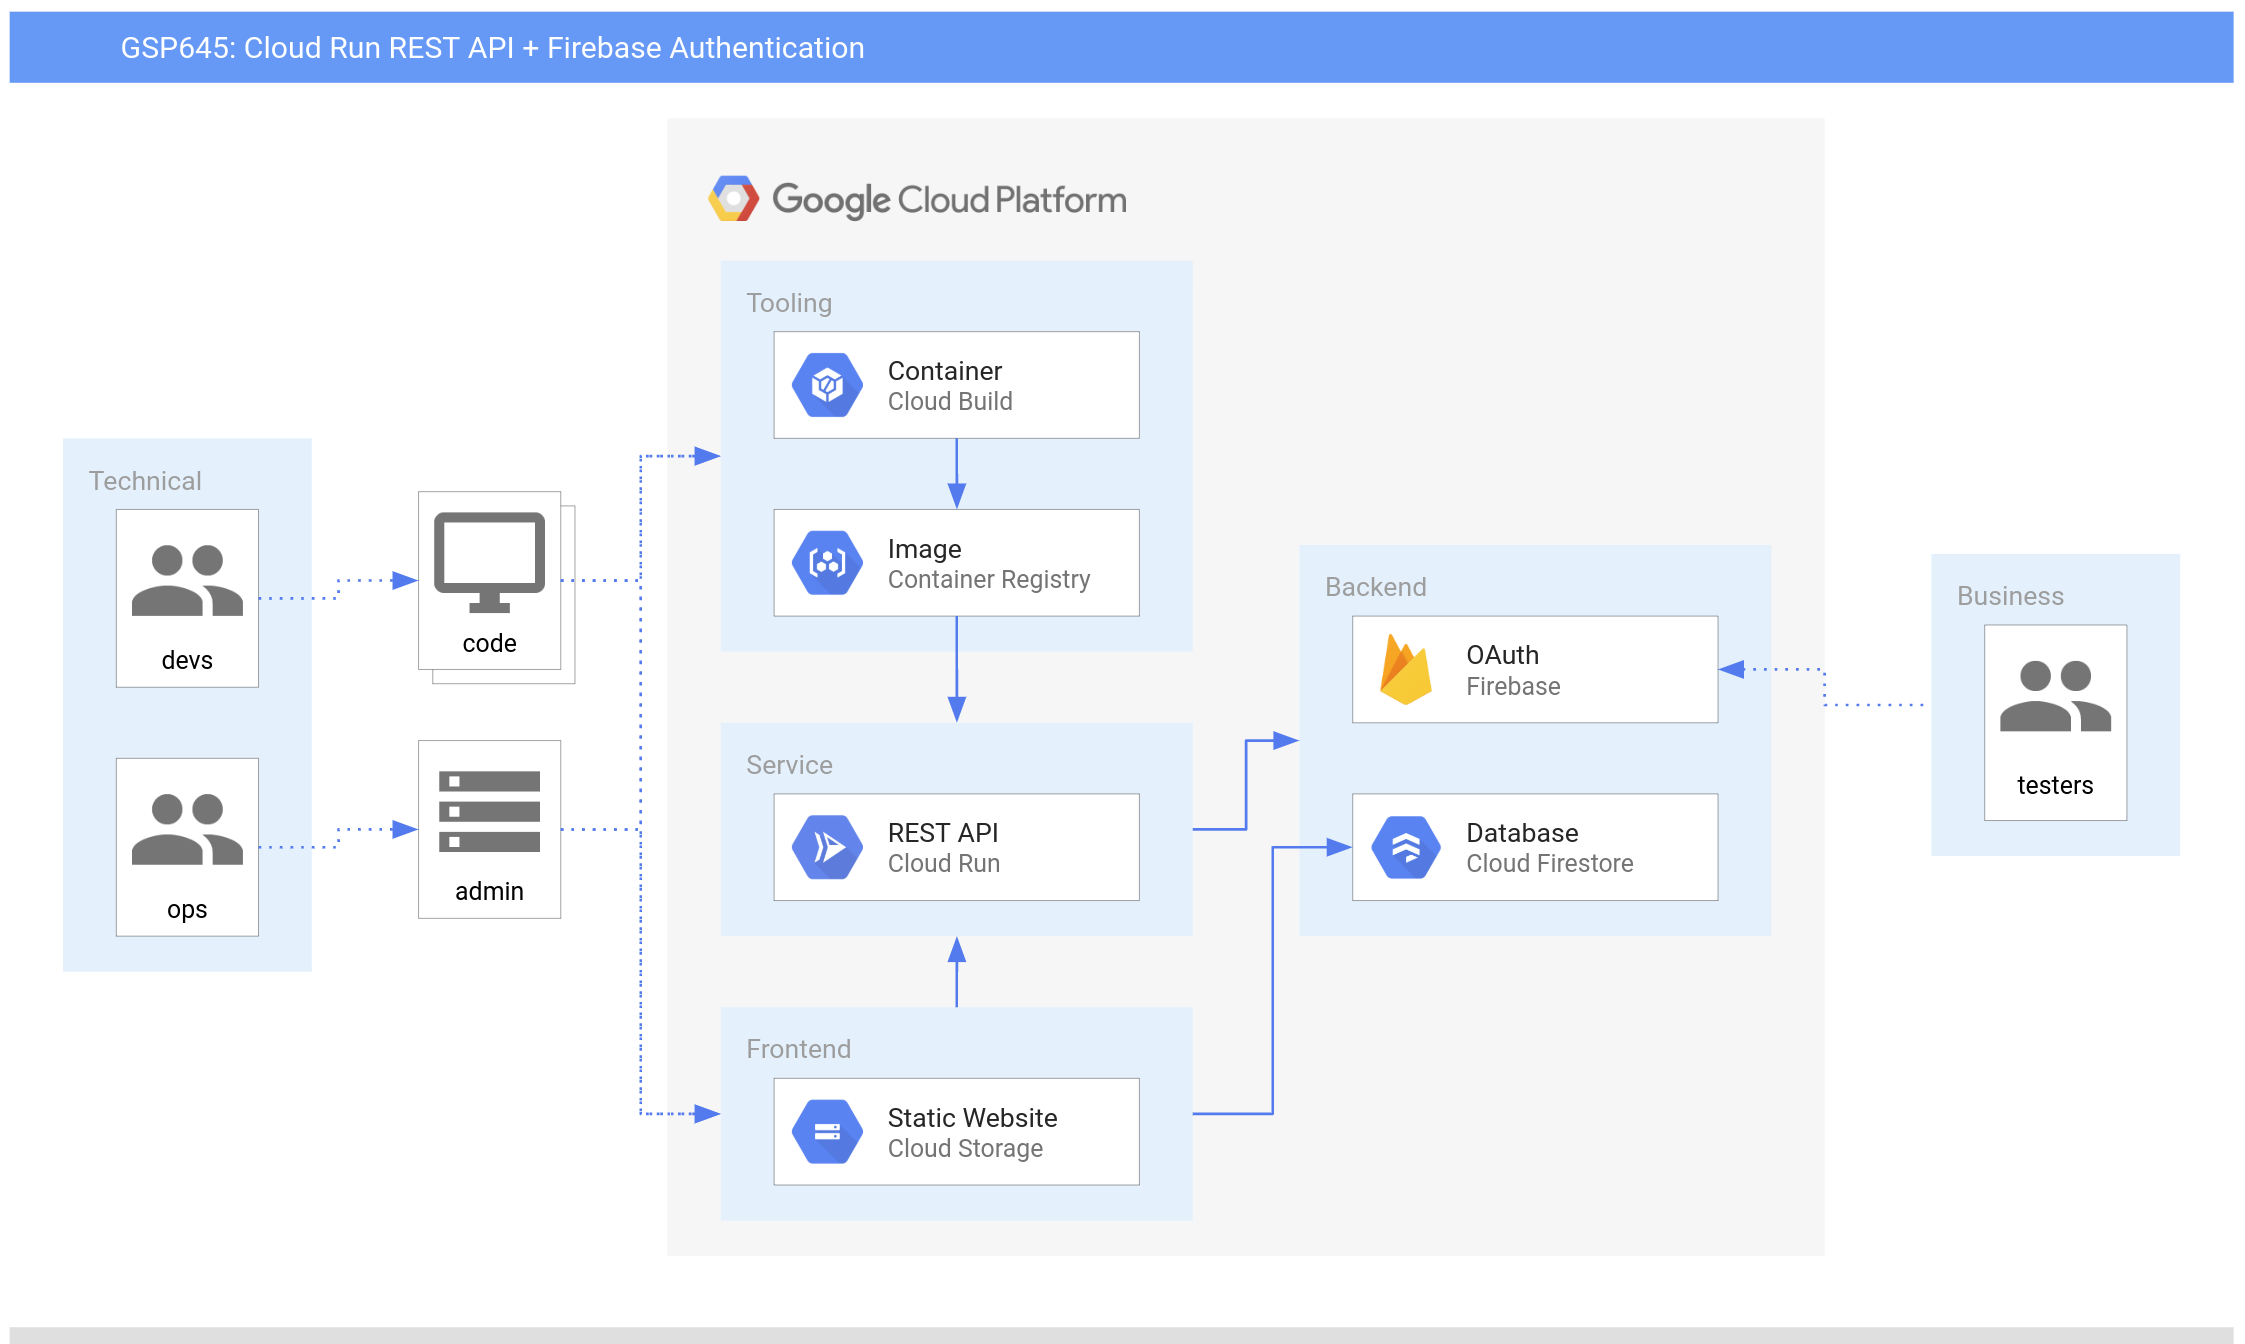 GSP645: Cloud Run REST API + Firebase Authentication
Google Cloud Platform
Tooling
Container
Cloud Build
Image
Container Registry
Technical
devs
ops
code
admin
Service
REST API
Cloud Run
Frontend
Static Website
Cloud Storage
Backend
OAuth
Firebase
Database
Cloud Firestore
Business
testers